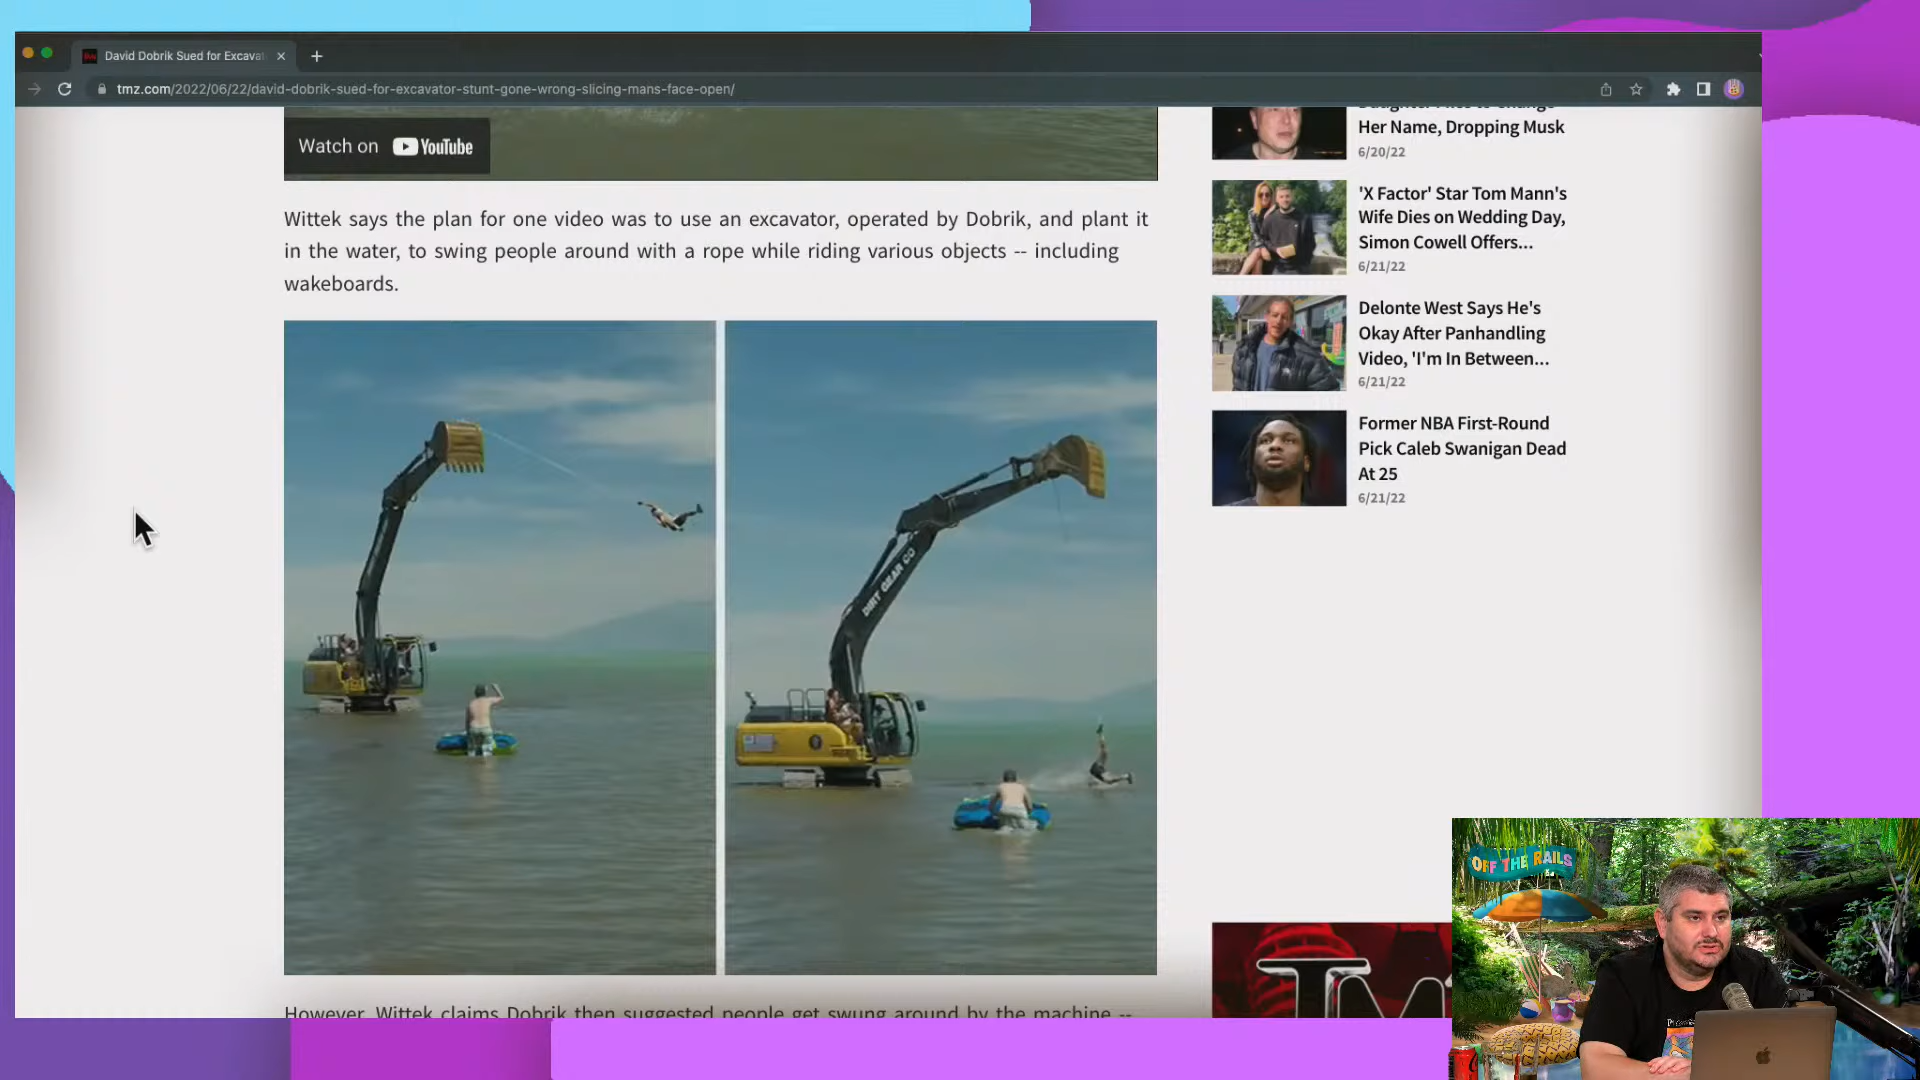 David Dobrik Sued for Excavat
tmz.com/2022/06/22/david-dobrik-sued-for-excavator-stunt-gone-wrong-slicing-mans-face-open/
Watch on YouTube
Wittek says the plan for one video was to use an excavator, operated by Dobrik, and plant it
in the water, to swing people around with a rope while riding various objects -- including
wakeboards.
DIRT GEAR CO
However, Wittek claims Dobrik then suggested people get swung around by the machine --
Her Name, Dropping Musk
6/20/22
'X Factor' Star Tom Mann's
Wife Dies on Wedding Day,
Simon Cowell Offers...
6/21/22
Delonte West Says He's
Okay After Panhandling
Video, 'I'm In Between...
6/21/22
Former NBA First-Round
Pick Caleb Swanigan Dead
At 25
6/21/22
OFF THE RAILS